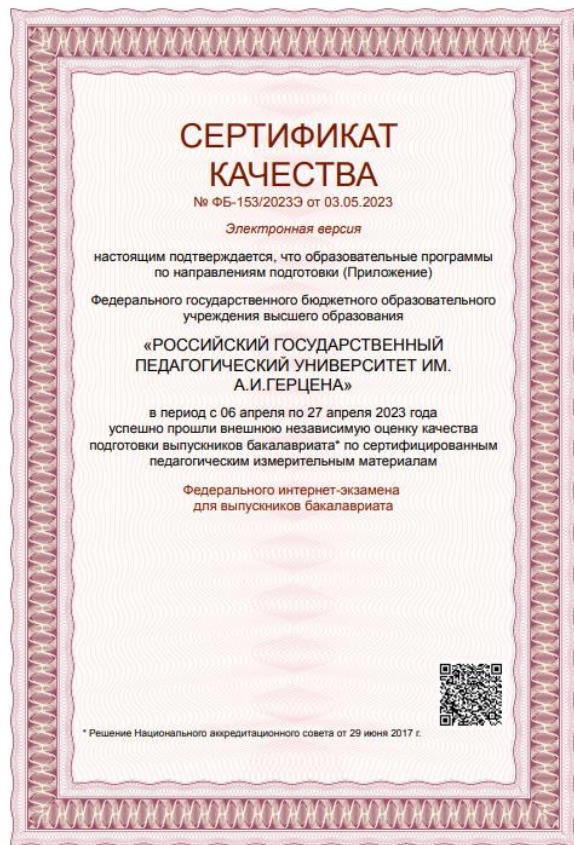 СЕРТИФИКАТ
КАЧЕСТВА
№ ФБ-153/2023Э от 03.05.2023
Электронная версия
настоящим подтверждается, что образовательные программы
по направлениям подготовки (Приложение)
Федерального государственного бюджетного образовательного
учреждения высшего образования
«РОССИЙСКИЙ ГОСУДАРСТВЕННЫЙ
ПЕДАГОГИЧЕСКИЙ УНИВЕРСИТЕТ ИМ.
А.И.ГЕРЦЕНА»
в период с 06 апреля по 27 апреля 2023 года
успешно прошли внешнюю независимую оценку качества
подготовки выпускников бакалавриата* по сертифицированным
педагогическим измерительным материалам
Федерального интернет-экзамена
для выпускников бакалавриата
* Решение Национального аккредитационного совета от 29 июня 2017 г.